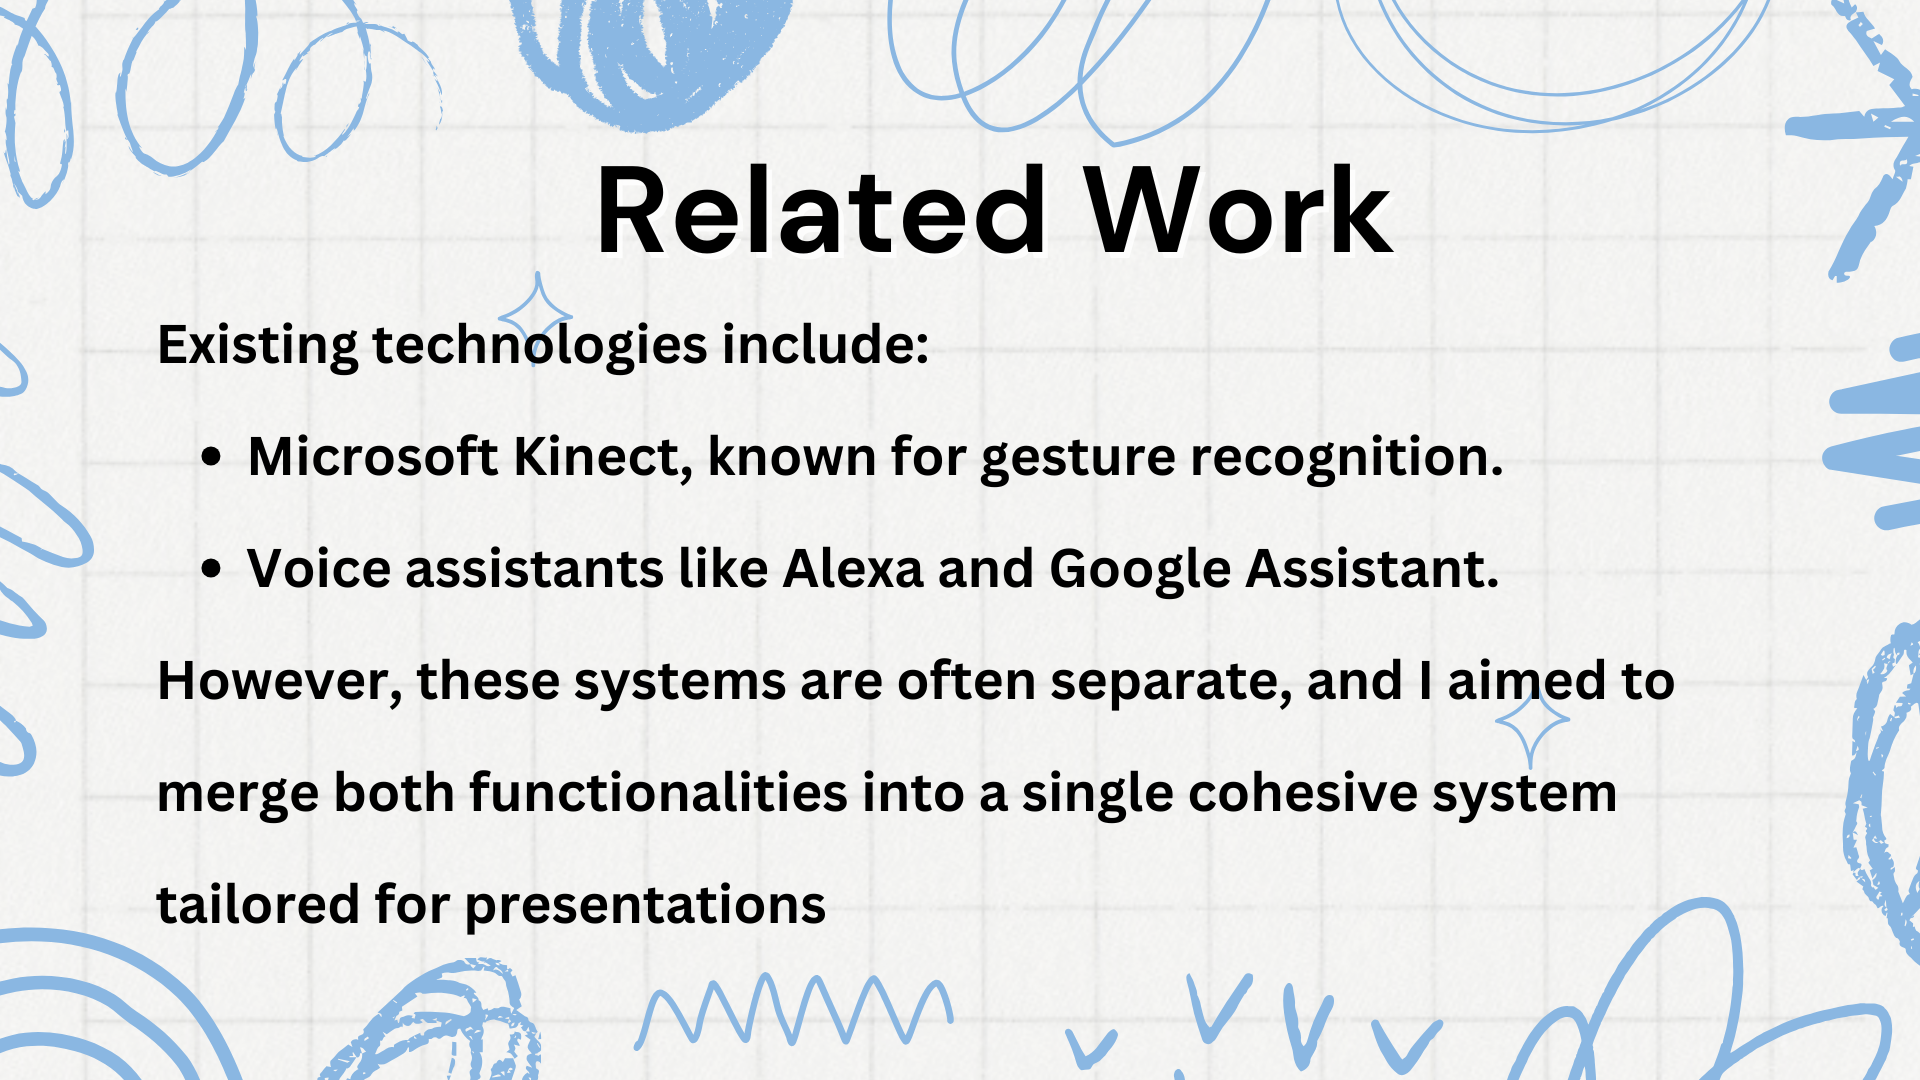 Related Work
Existing technologies include:
• Microsoft Kinect, known for gesture recognition.
• Voice assistants like Alexa and Google Assistant.
However, these systems are often separate, and I aimed to
merge both functionalities into a single cohesive system
tailored for presentations